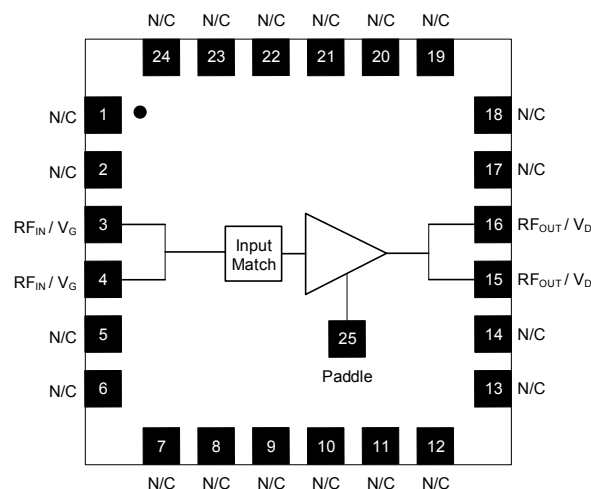 N/C N/C N/C N/C N/C N/C
24 23 22 21 20 19
N/C 1 18 N/C
N/C 2 17 N/C
RFIN / VG 3 16 RFOUT / VD
Input
Match
RFIN / VG 4 15 RFOUT / VD
N/C 5 25 14 N/C
Paddle
N/C 6 13 N/C
7 8 9 10 11 12
N/C N/C N/C N/C N/C N/C